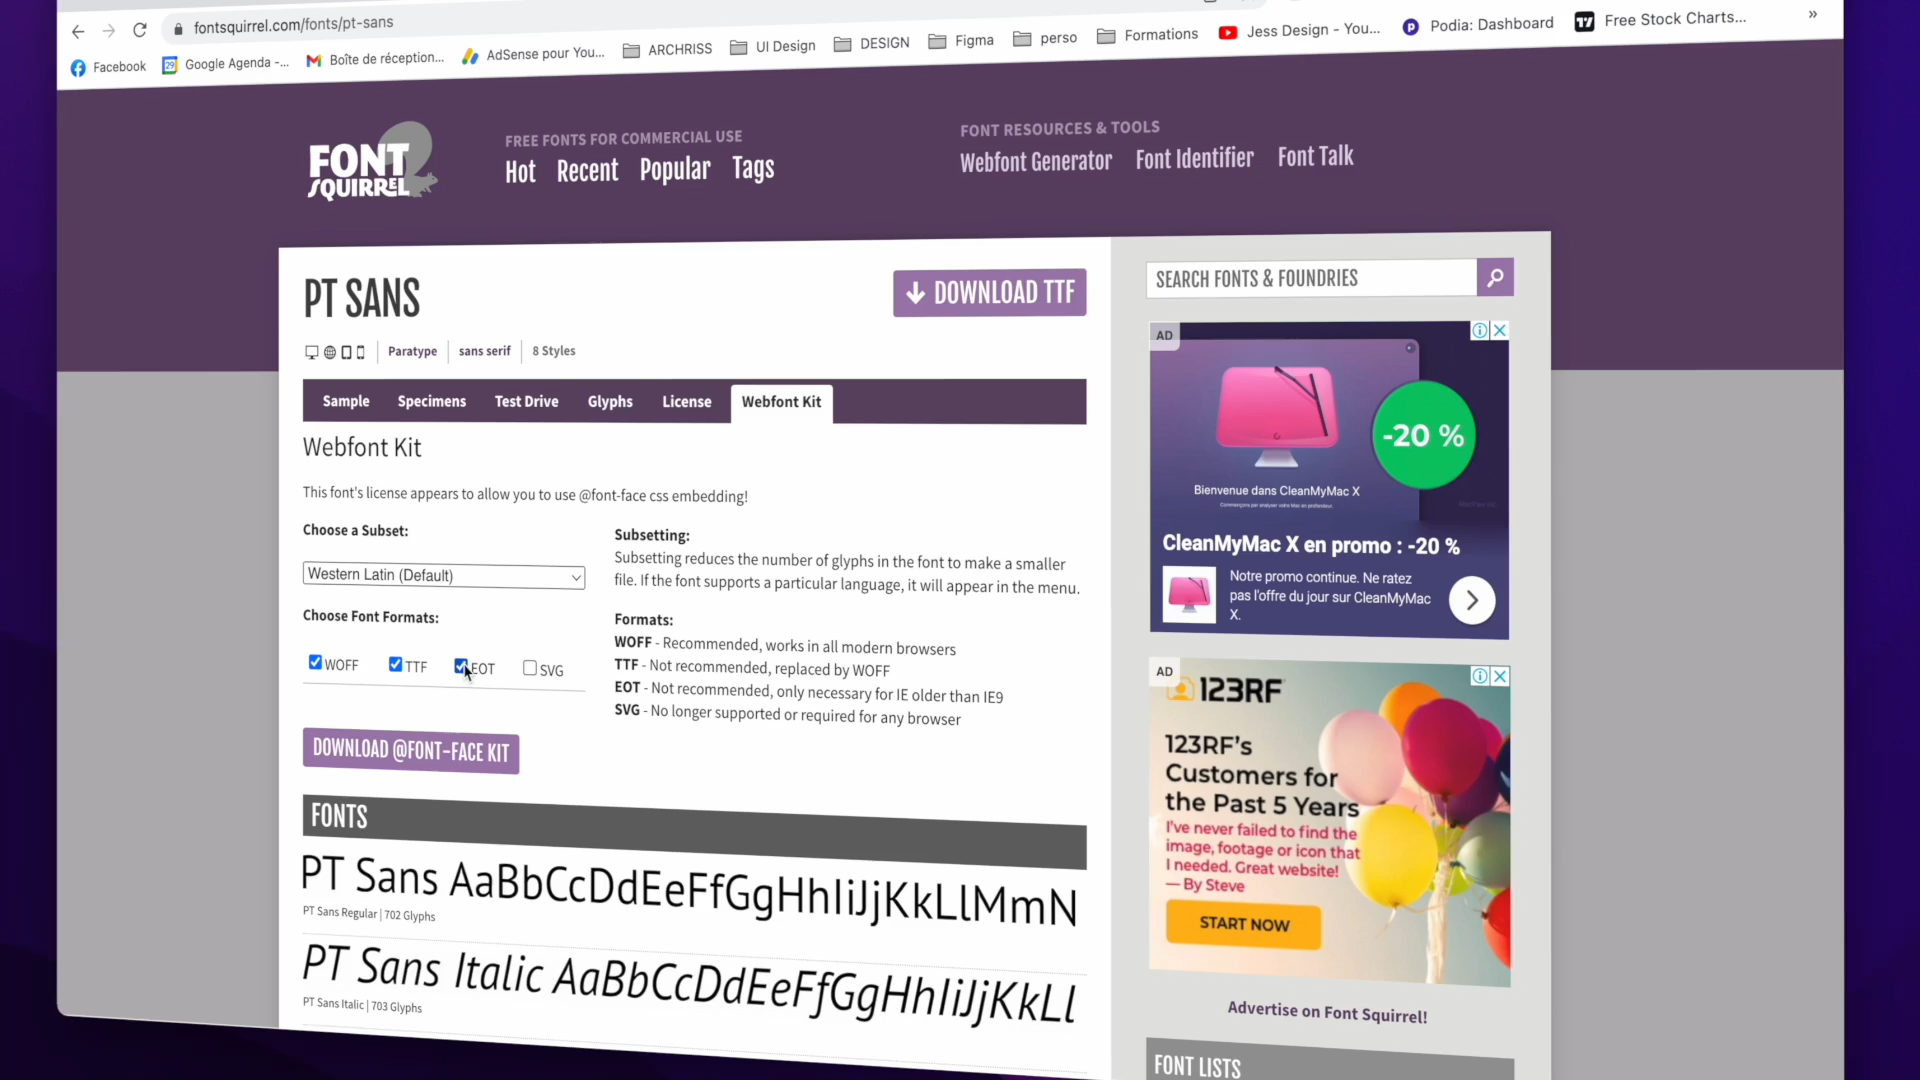 fontsquirrel.com/fonts/pt-sans
Facebook
29
Google Agenda -...
Boîte de réception...
AdSense pour You...
ARCHRISS
UI Design
DESIGN
Figma
perso
Formations
Jess Design - You...
Podia: Dashboard
Free Stock Charts...
»
FONT
SQUIRREL
FREE FONTS FOR COMMERCIAL USE
Hot Recent Popular Tags
FONT RESOURCES & TOOLS
Webfont Generator Font Identifier Font Talk
PT SANS
DOWNLOAD TTF
Paratype
sans serif
8 Styles
Sample Specimens Test Drive Glyphs License Webfont Kit
Webfont Kit
This font's license appears to allow you to use @font-face css embedding!
Choose a Subset:
Western Latin (Default)
Choose Font Formats:
WOFF TTF EOT SVG
DOWNLOAD @FONT-FACE KIT
Subsetting:
Subsetting reduces the number of glyphs in the font to make a smaller
file. If the font supports a particular language, it will appear in the menu.
Formats:
WOFF - Recommended, works in all modern browsers
TTF - Not recommended, replaced by WOFF
EOT - Not recommended, only necessary for IE older than IE9
SVG - No longer supported or required for any browser
FONTS
PT Sans AaBbCcDdEeFfGgHhIiJjKkLlMmN
PT Sans Regular | 702 Glyphs
PT Sans Italic AaBbCcDdEeFfGgHhIiJjKkLl
PT Sans Italic | 703 Glyphs
SEARCH FONTS & FOUNDRIES
AD
-20 %
Bienvenue dans CleanMyMac X
CleanMyMac X en promo : -20 %
Notre promo continue. Ne ratez
pas l'offre du jour sur CleanMyMac
X.
AD
123RF
123RF's
Customers for
the Past 5 Years
I've never failed to find the
image, footage or icon that
I needed. Great website!
— By Steve
START NOW
Advertise on Font Squirrel!
FONT LISTS